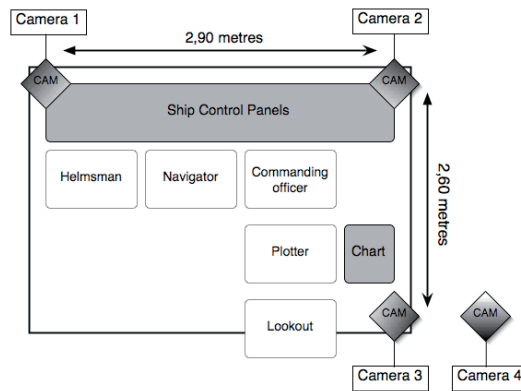 Camera 1
Camera 2
2,90 metres
CAM
CAM
Ship Control Panels
Helmsman
Navigator
Commanding
officer
2,60 metres
Plotter
Chart
CAM
CAM
Lookout
Camera 3
Camera 4